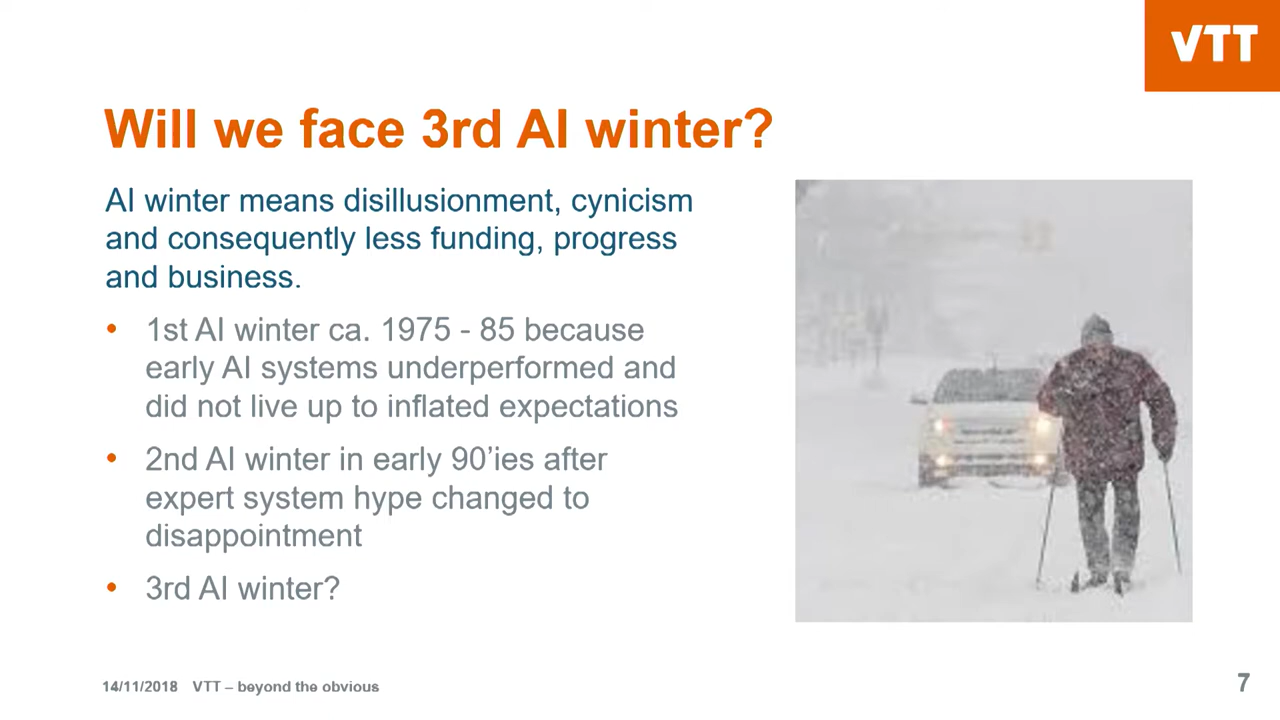 VTT
Will we face 3rd AI winter?
AI winter means disillusionment, cynicism
and consequently less funding, progress
and business.
• 1st AI winter ca. 1975 - 85 because
early AI systems underperformed and
did not live up to inflated expectations
• 2nd AI winter in early 90’ies after
expert system hype changed to
disappointment
• 3rd AI winter?
14/11/2018 VTT – beyond the obvious
7